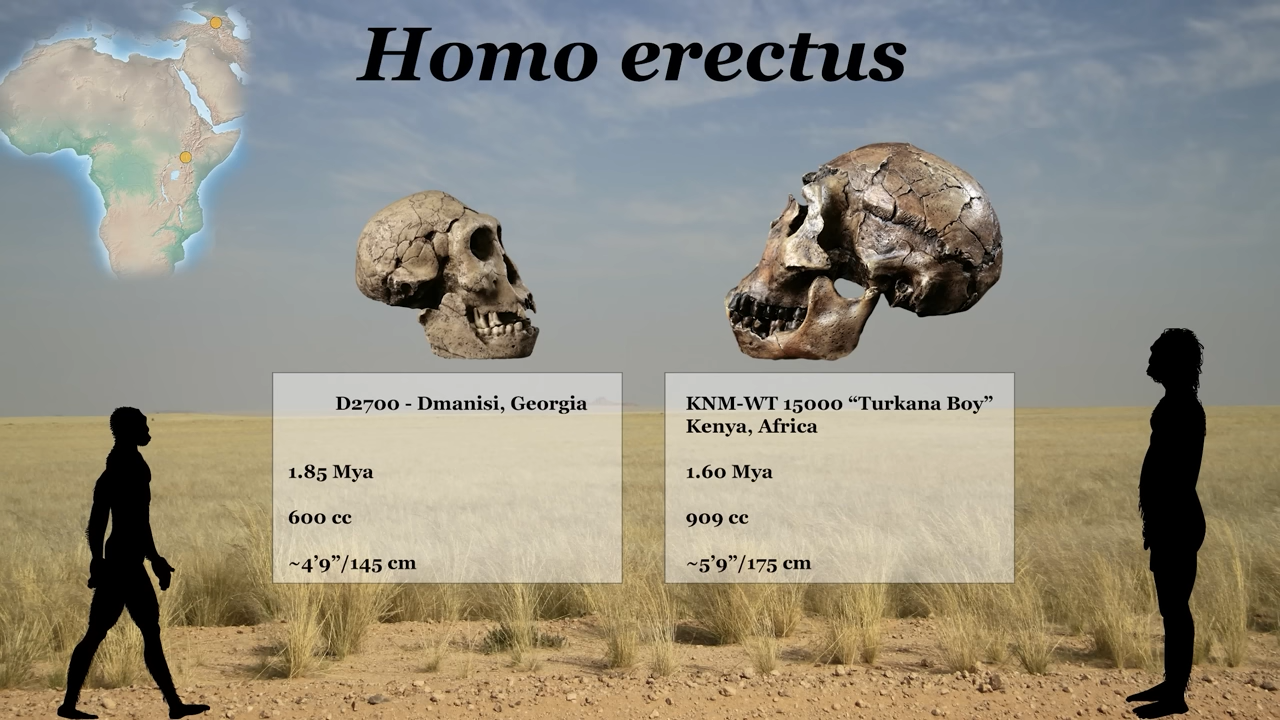 Homo erectus
D2700 - Dmanisi, Georgia
1.85 Mya
600 cc
~4’9”/145 cm
KNM-WT 15000 “Turkana Boy”
Kenya, Africa
1.60 Mya
909 cc
~5’9”/175 cm